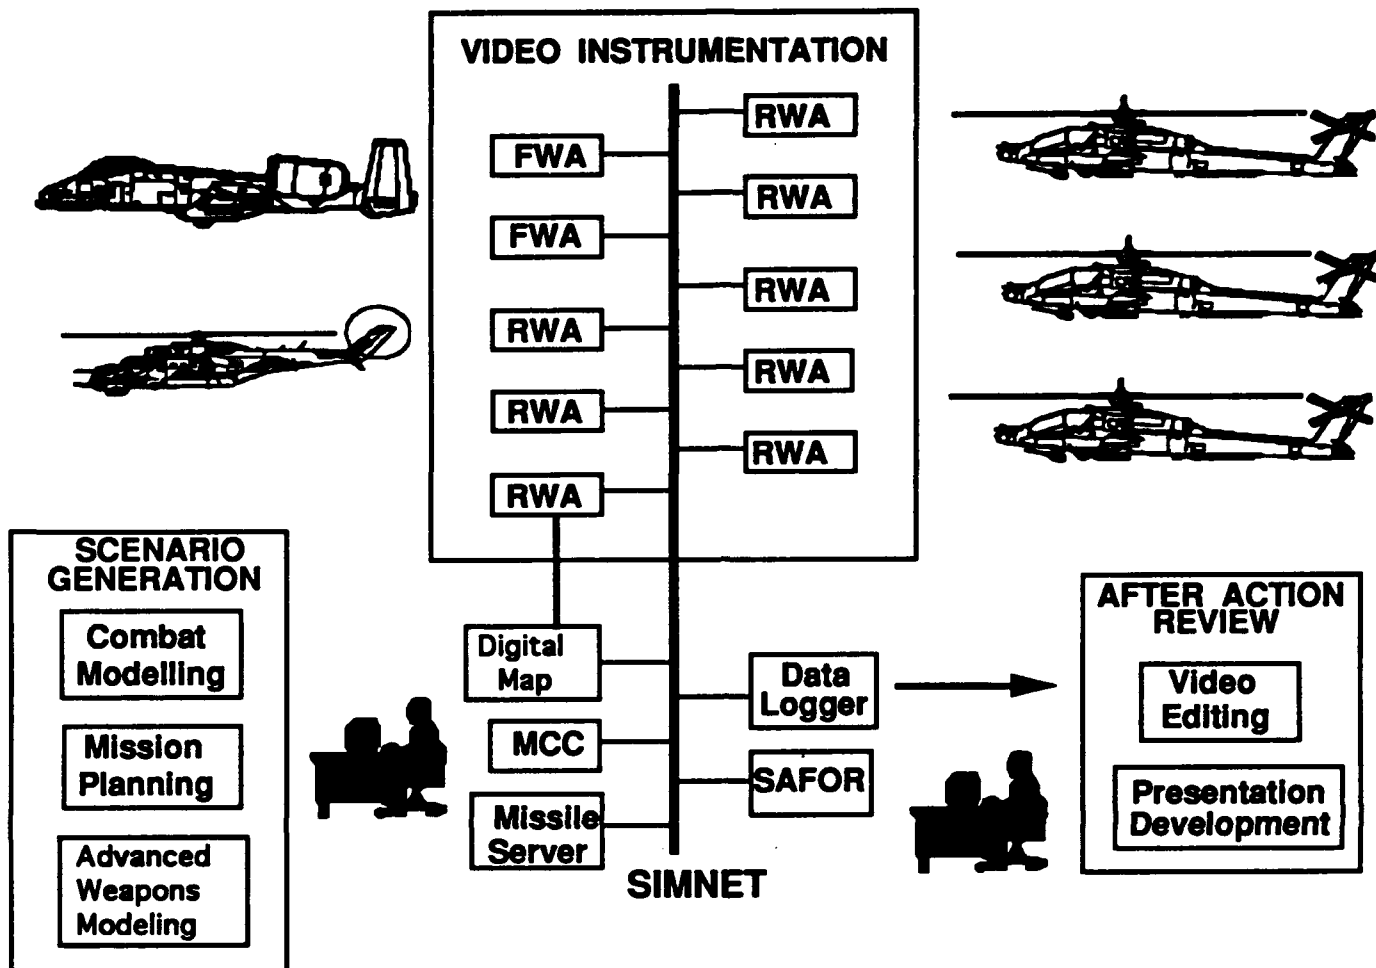 VIDEO INSTRUMENTATION
RWA
FWA
RWA
FWA
RWA
RWA
RWA
RWA
RWA
RWA
SCENARIO
GENERATION
Combat
Modelling
Mission
Planning
Advanced
Weapons
Modeling
Digital
Map
MCC
Missile
Server
Data
Logger
SAFOR
SIMNET
AFTER ACTION
REVIEW
Video
Editing
Presentation
Development